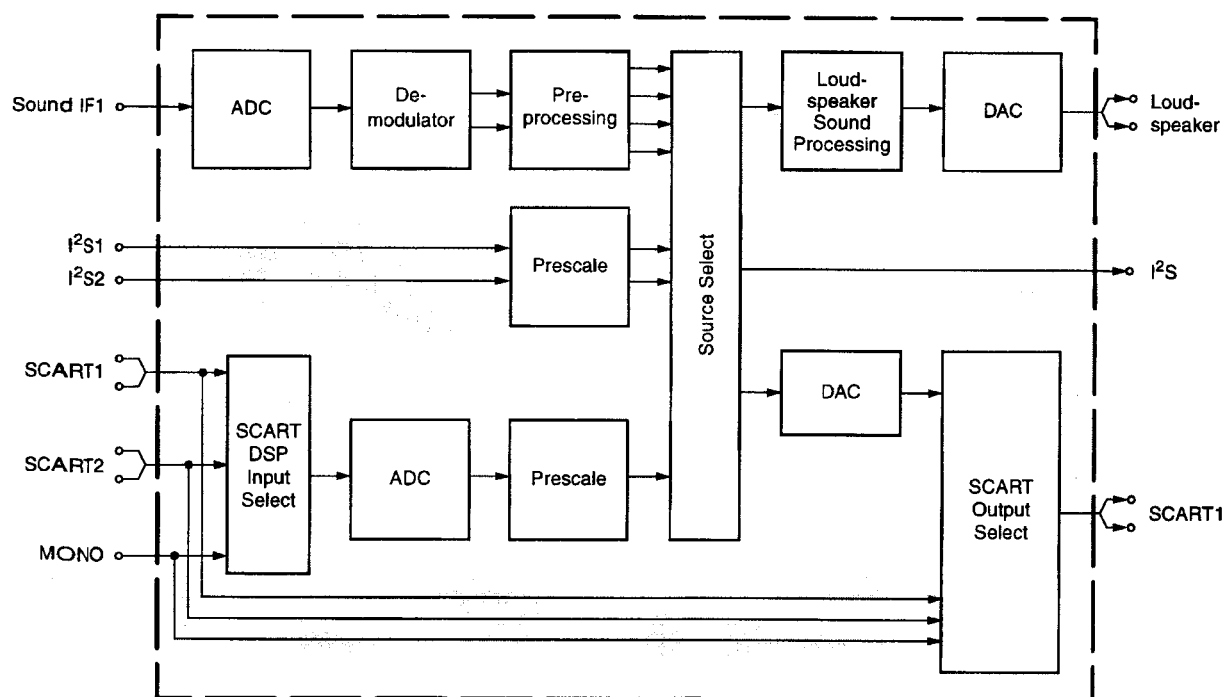 Sound IF1
ADC
De-
modulator
Pre-
processing
Loud-
speaker
Sound
Processing
DAC
Loud-
speaker
I²S1
I²S2
Prescale
Source Select
I²S
SCART1
SCART2
MONO
SCART
DSP
Input
Select
ADC
Prescale
DAC
SCART
Output
Select
SCART1